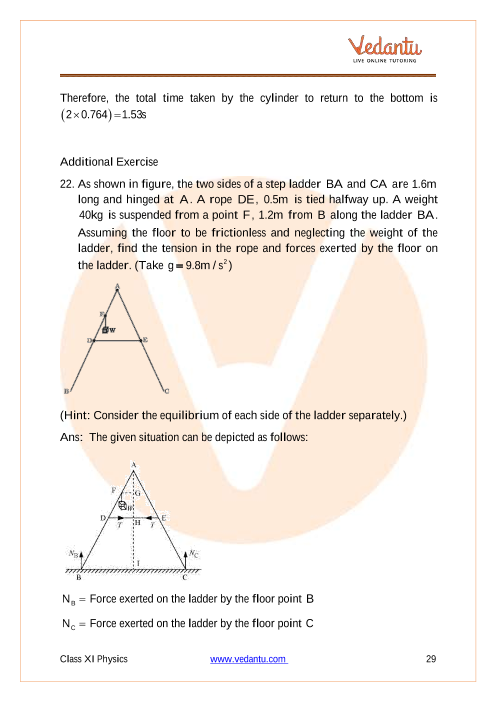 Vedantu
LIVE ONLINE TUTORING
Therefore, the total time taken by the cylinder to return to the bottom is
(2×0.764)=1.53s
Additional Exercise
22. As shown in figure, the two sides of a step ladder BA and CA are 1.6m
long and hinged at A. A rope DE, 0.5m is tied halfway up. A weight
40kg is suspended from a point F, 1.2m from B along the ladder BA.
Assuming the floor to be frictionless and neglecting the weight of the
ladder, find the tension in the rope and forces exerted by the floor on
the ladder. (Take g=9.8m/s²)
A
W
D E
B C
(Hint: Consider the equilibrium of each side of the ladder separately.)
Ans: The given situation can be depicted as follows:
A
F G
W
D H E
T T
N_B N_C
I
B C
N_B = Force exerted on the ladder by the floor point B
N_C = Force exerted on the ladder by the floor point C
Class XI Physics www.vedantu.com 29